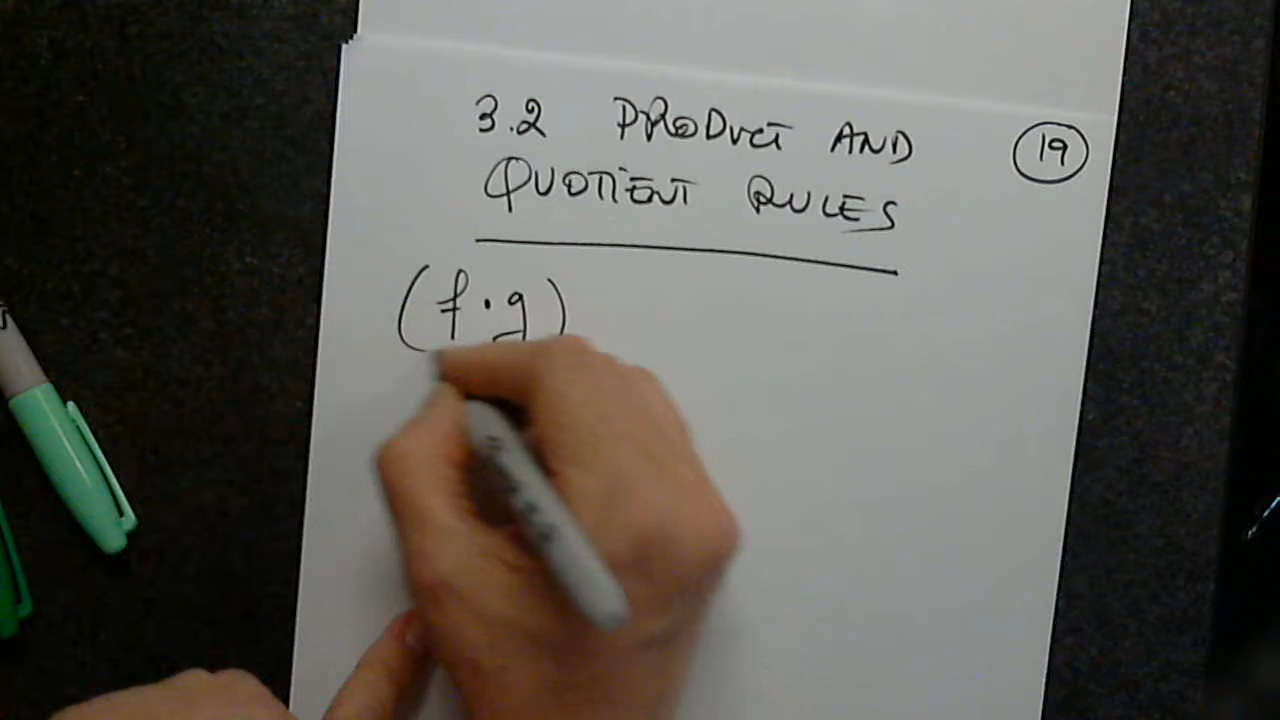 3.2 PRODUCT AND
QUOTIENT RULES
19
(f·g)